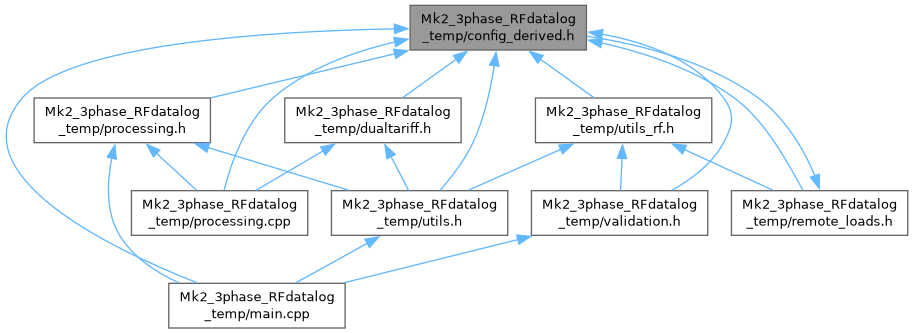 Mk2_3phase_RFdatalog
_temp/config_derived.h
Mk2_3phase_RFdatalog
_temp/processing.h
Mk2_3phase_RFdatalog
_temp/dualtariff.h
Mk2_3phase_RFdatalog
_temp/utils_rf.h
Mk2_3phase_RFdatalog
_temp/processing.cpp
Mk2_3phase_RFdatalog
_temp/utils.h
Mk2_3phase_RFdatalog
_temp/validation.h
Mk2_3phase_RFdatalog
_temp/remote_loads.h
Mk2_3phase_RFdatalog
_temp/main.cpp